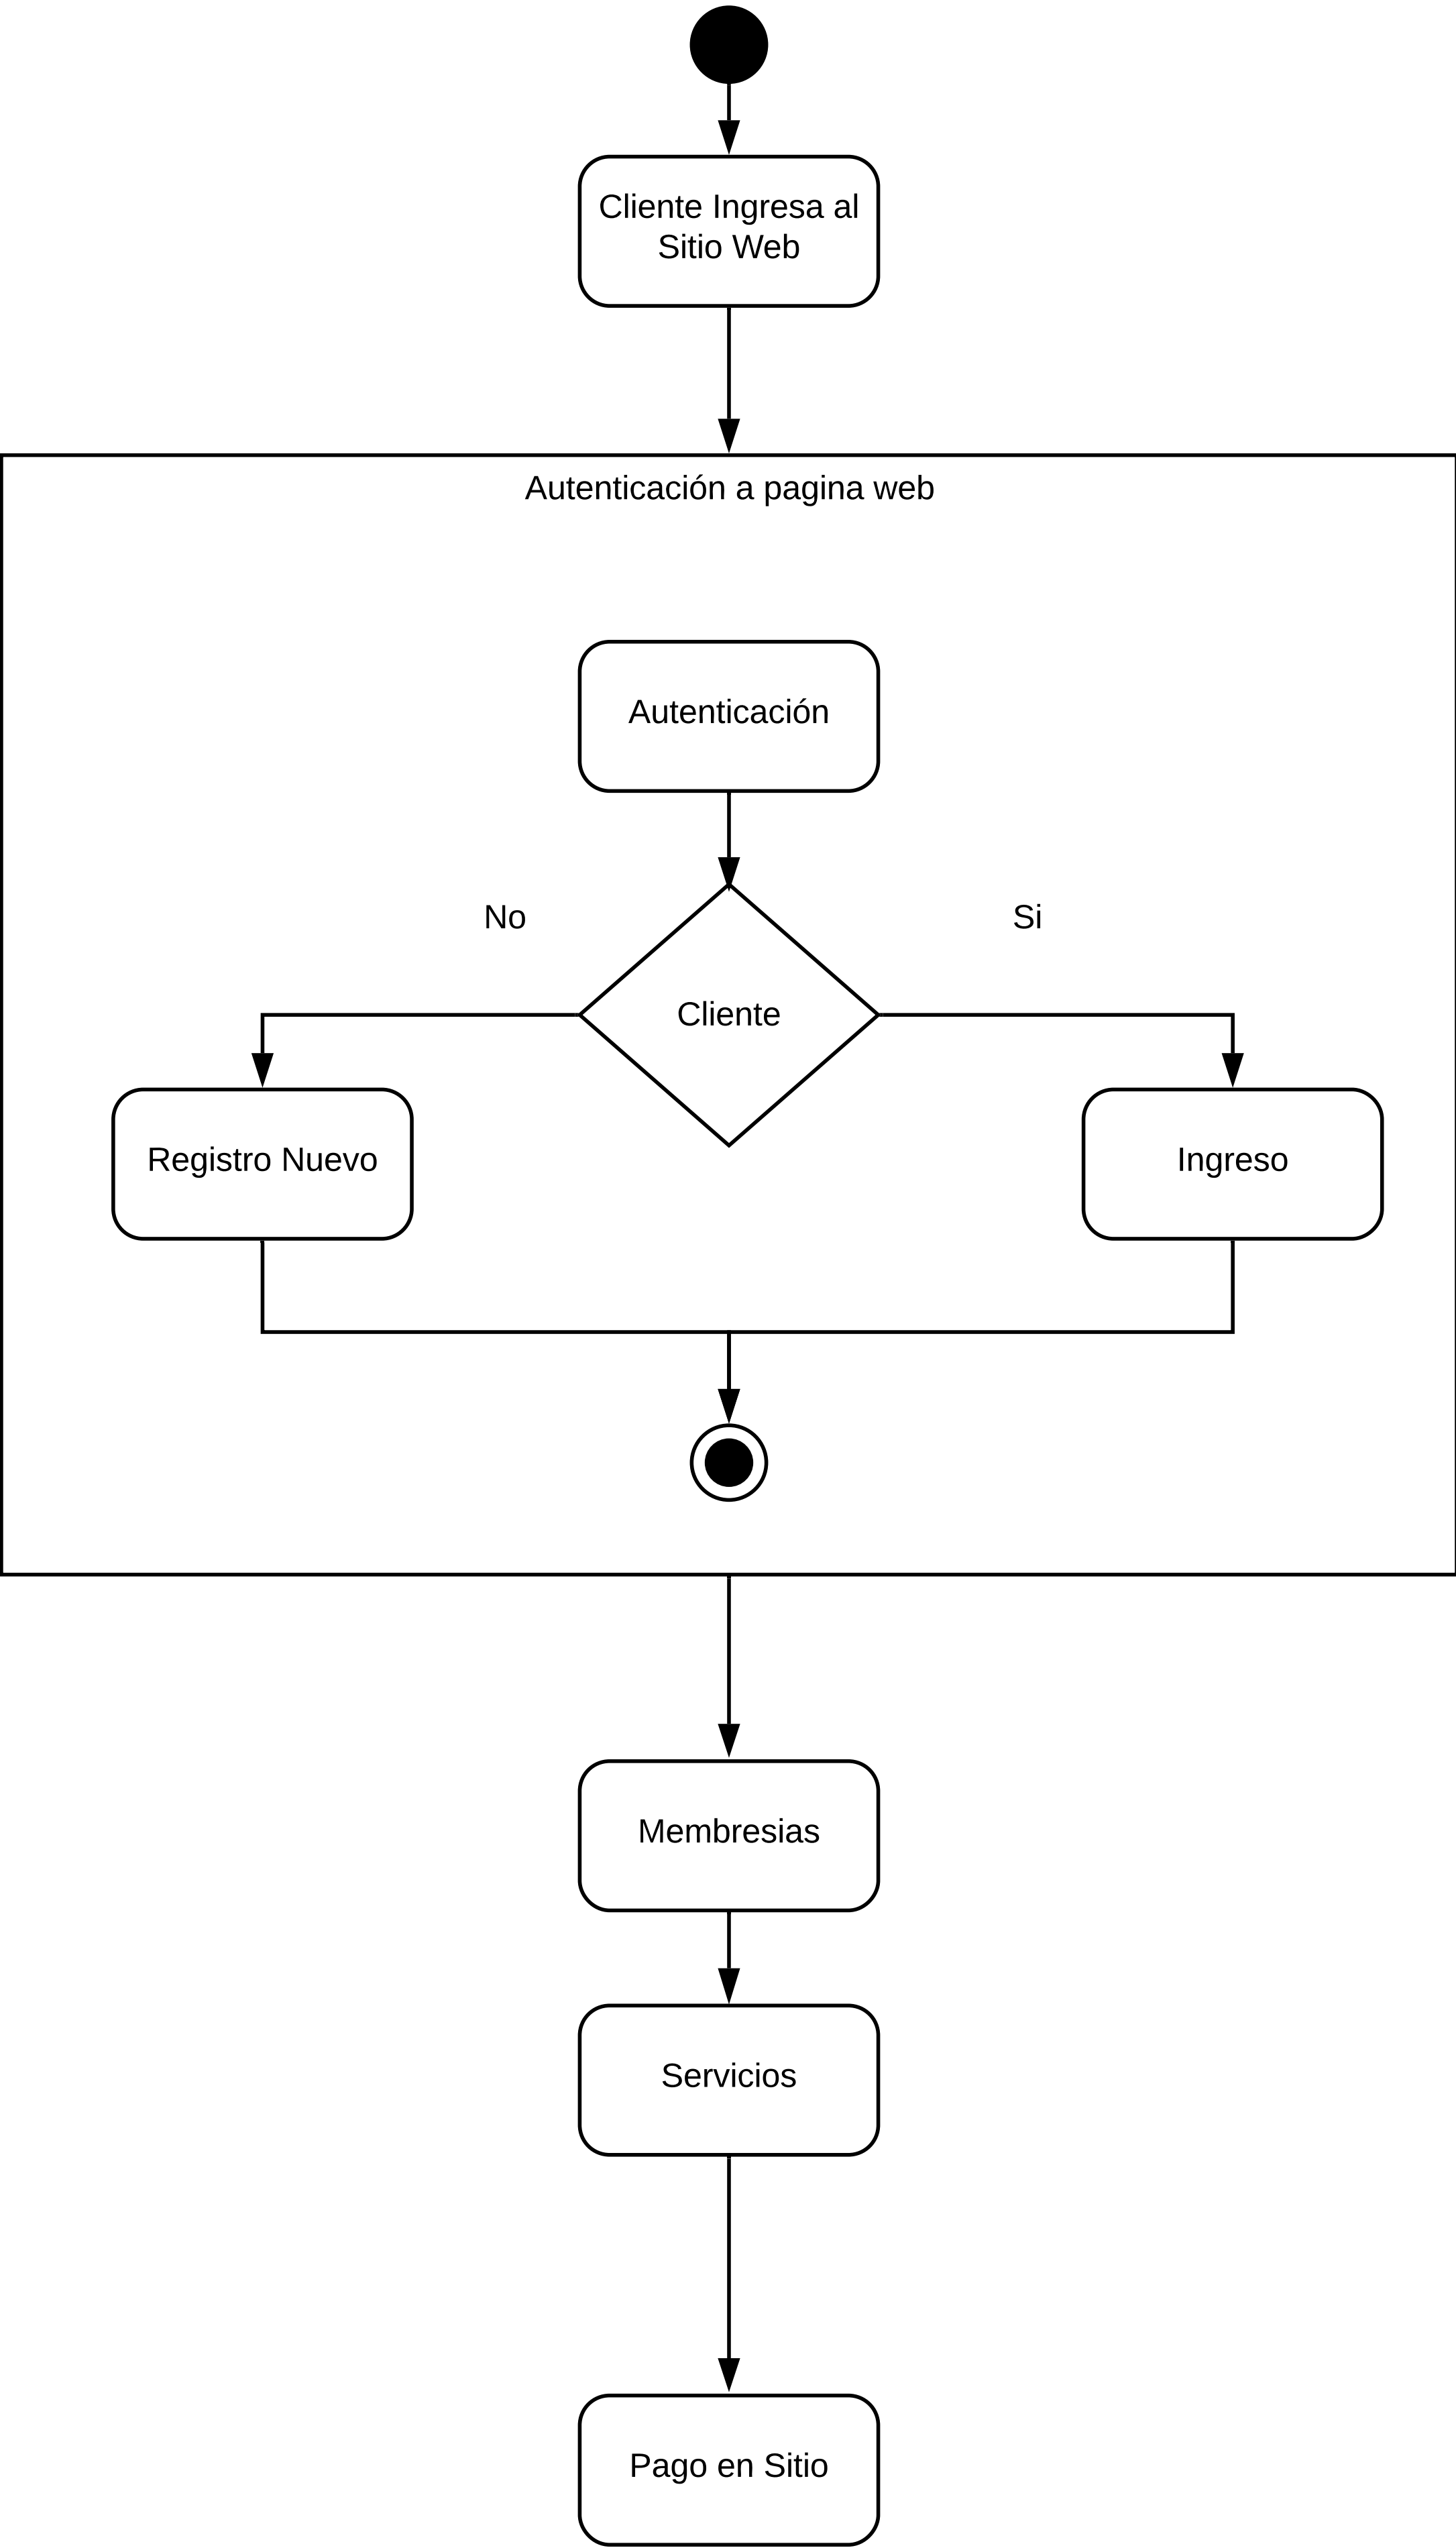 Cliente Ingresa al
Sitio Web
Autenticación a pagina web
Autenticación
No
Si
Cliente
Registro Nuevo
Ingreso
Membresias
Servicios
Pago en Sitio